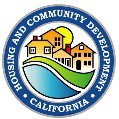 HOUSING AND COMMUNITY DEVELOPMENT
• CALIFORNIA •